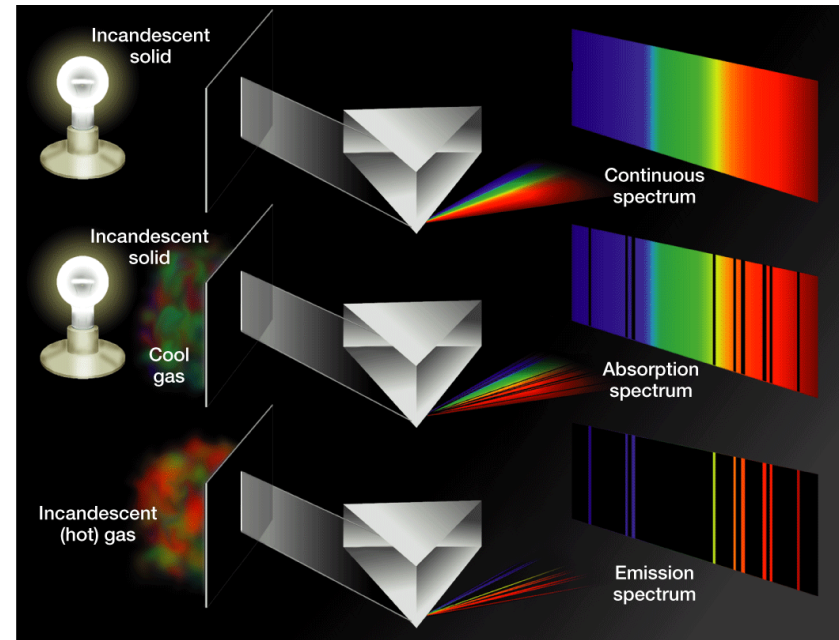 Incandescent
solid
Continuous
spectrum
Incandescent
solid
Cool
gas
Absorption
spectrum
Incandescent
(hot) gas
Emission
spectrum